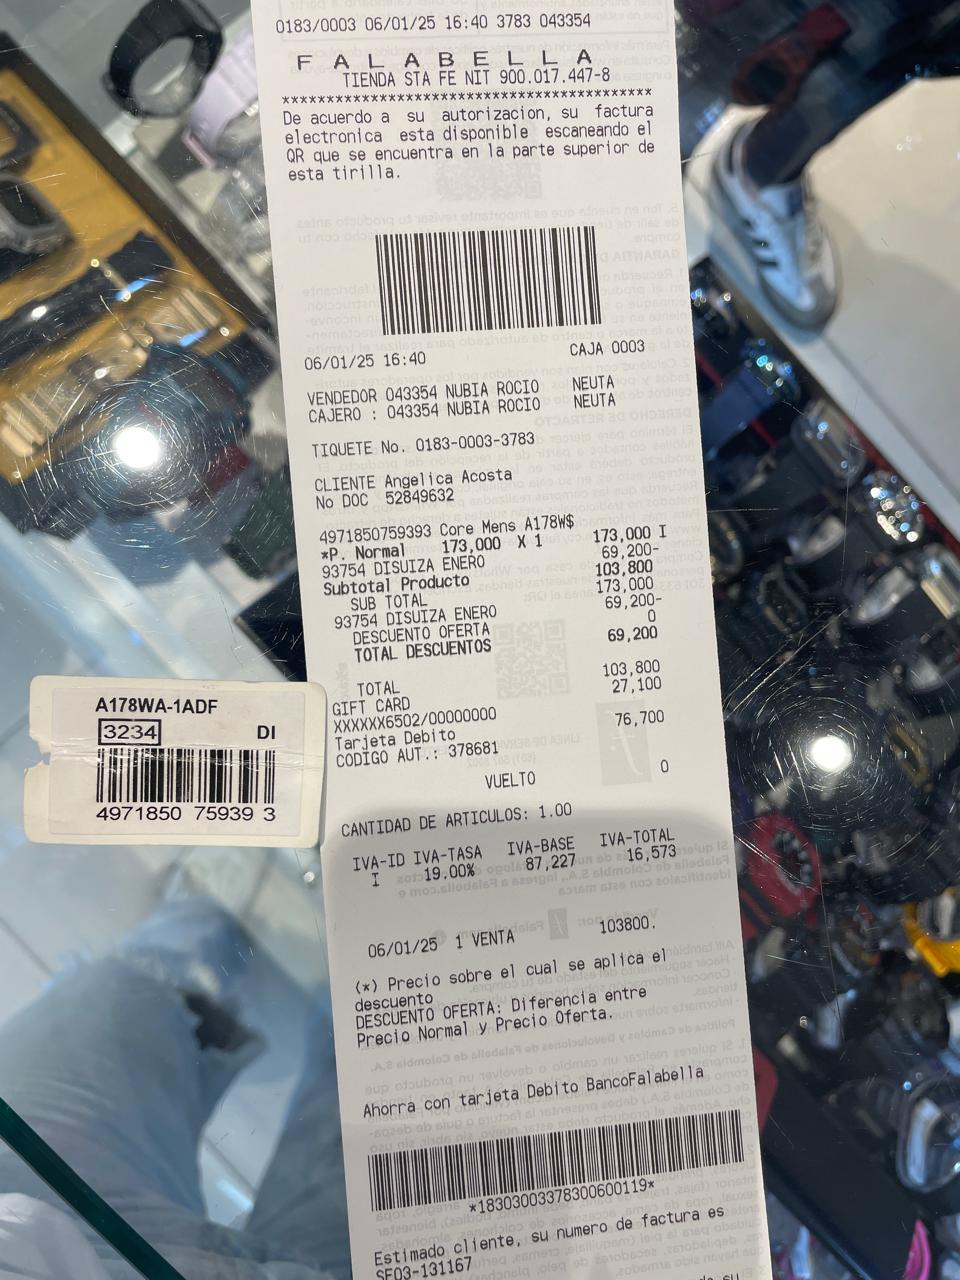 0183/0003 06/01/25 16:40 3783 043354
FALABELLA
TIENDA STA FE NIT 900.017.447-8
****************************************************
De acuerdo a su autorizacion, su factura
electronica esta disponible escaneando el
QR que se encuentra en la parte superior de
esta tirilla.
06/01/25 16:40 CAJA 0003
VENDEDOR 043354 NUBIA ROCIO NEUTA
CAJERO : 043354 NUBIA ROCIO NEUTA
TIQUETE No. 0183-0003-3783
CLIENTE Angelica Acosta
No DOC 52849632
4971850759393 Core Mens A178W$
*P. Normal 173,000 X 1 173,000 I
93754 DISUIZA ENERO 69,200-
Subtotal Producto 103,800
SUB TOTAL 173,000
93754 DISUIZA ENERO 69,200-
DESCUENTO OFERTA 0
TOTAL DESCUENTOS 69,200
TOTAL 103,800
GIFT CARD 27,100
XXXXXX6502/00000000
Tarjeta Debito 76,700
CODIGO AUT.: 378681
VUELTO 0
CANTIDAD DE ARTICULOS: 1.00
IVA-ID IVA-TASA IVA-BASE IVA-TOTAL
I 19.00% 87,227 16,573
06/01/25 1 VENTA 103800.
(*) Precio sobre el cual se aplica el
descuento
DESCUENTO OFERTA: Diferencia entre
Precio Normal y Precio Oferta.
Ahorra con tarjeta Debito BancoFalabella
*18303003378300600119*
Estimado cliente, su numero de factura es
SF03-131167
A178WA-1ADF
3234 DI
4971850 75939 3